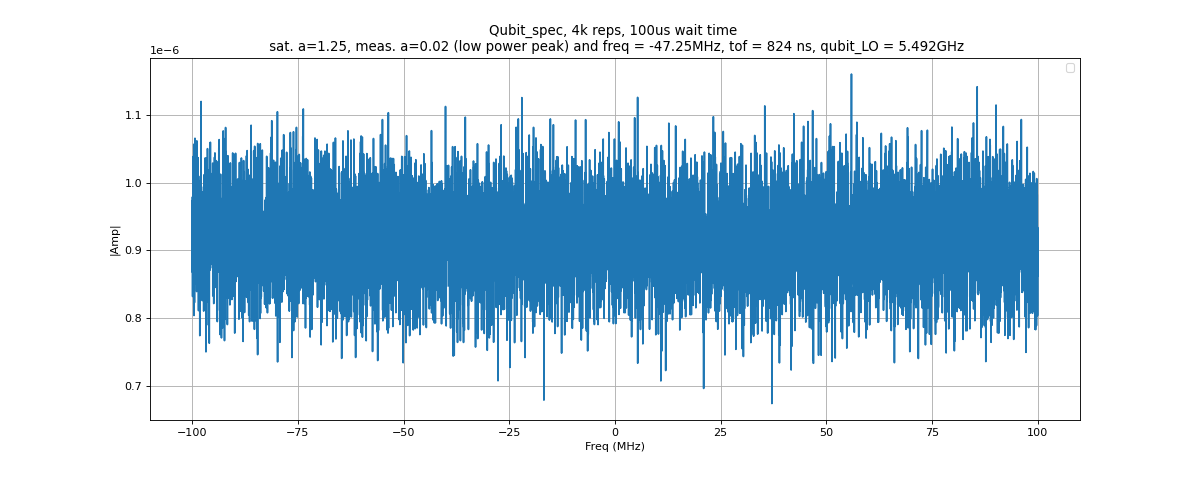 Qubit_spec, 4k reps, 100us wait time
sat. a=1.25, meas. a=0.02 (low power peak) and freq = -47.25MHz, tof = 824 ns, qubit_LO = 5.492GHz
1e−6
1.1
1.0
0.9
0.8
0.7
|Amp|
−100
−75
−50
−25
0
25
50
75
100
Freq (MHz)